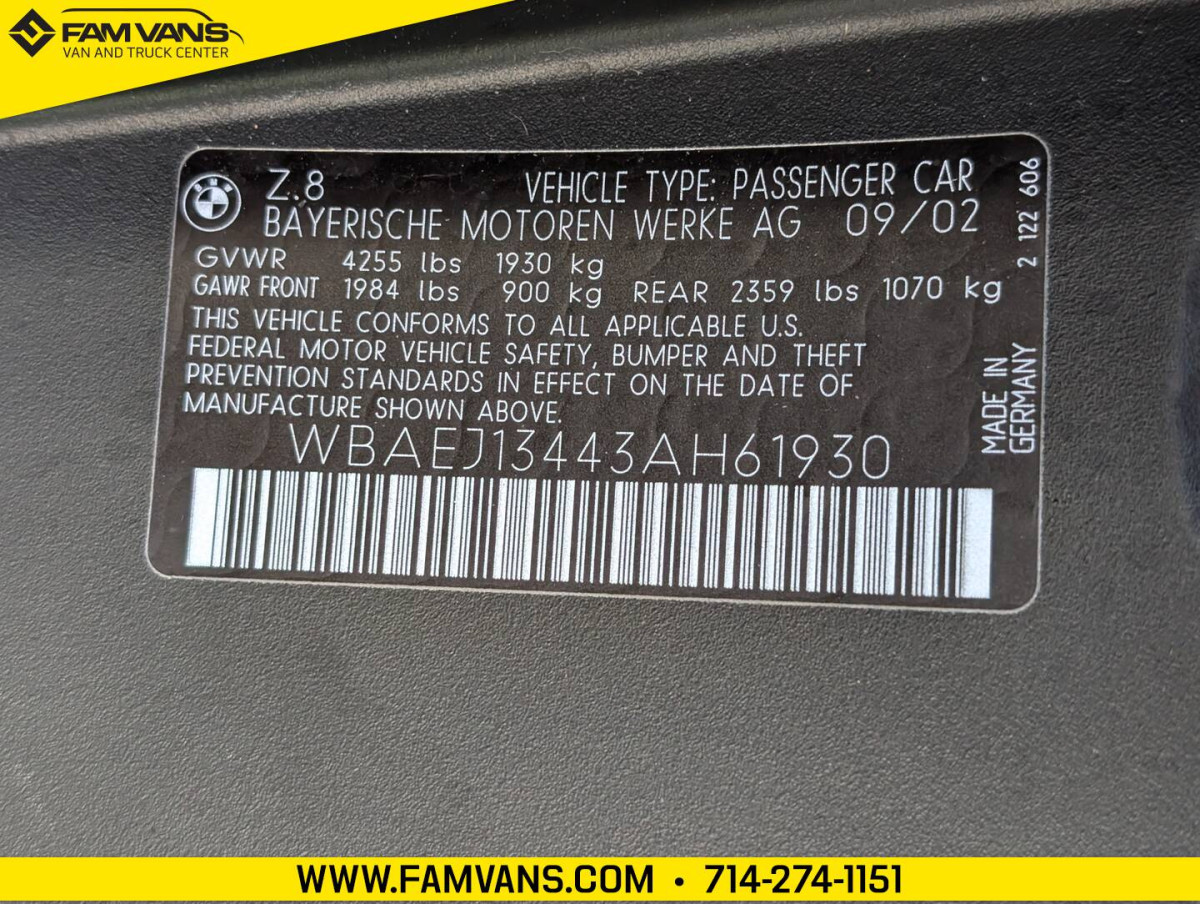 FAM VANS
VAN AND TRUCK CENTER
BMW
Z.8 VEHICLE TYPE: PASSENGER CAR
BAYERISCHE MOTOREN WERKE AG 09/02
GVWR 4255 lbs 1930 kg
GAWR FRONT 1984 lbs 900 kg REAR 2359 lbs 1070 kg
THIS VEHICLE CONFORMS TO ALL APPLICABLE U.S.
FEDERAL MOTOR VEHICLE SAFETY, BUMPER AND THEFT
PREVENTION STANDARDS IN EFFECT ON THE DATE OF
MANUFACTURE SHOWN ABOVE.
WBAEJ13443AH61930
2 122 606
MADE IN
GERMANY
WWW.FAMVANS.COM • 714-274-1151